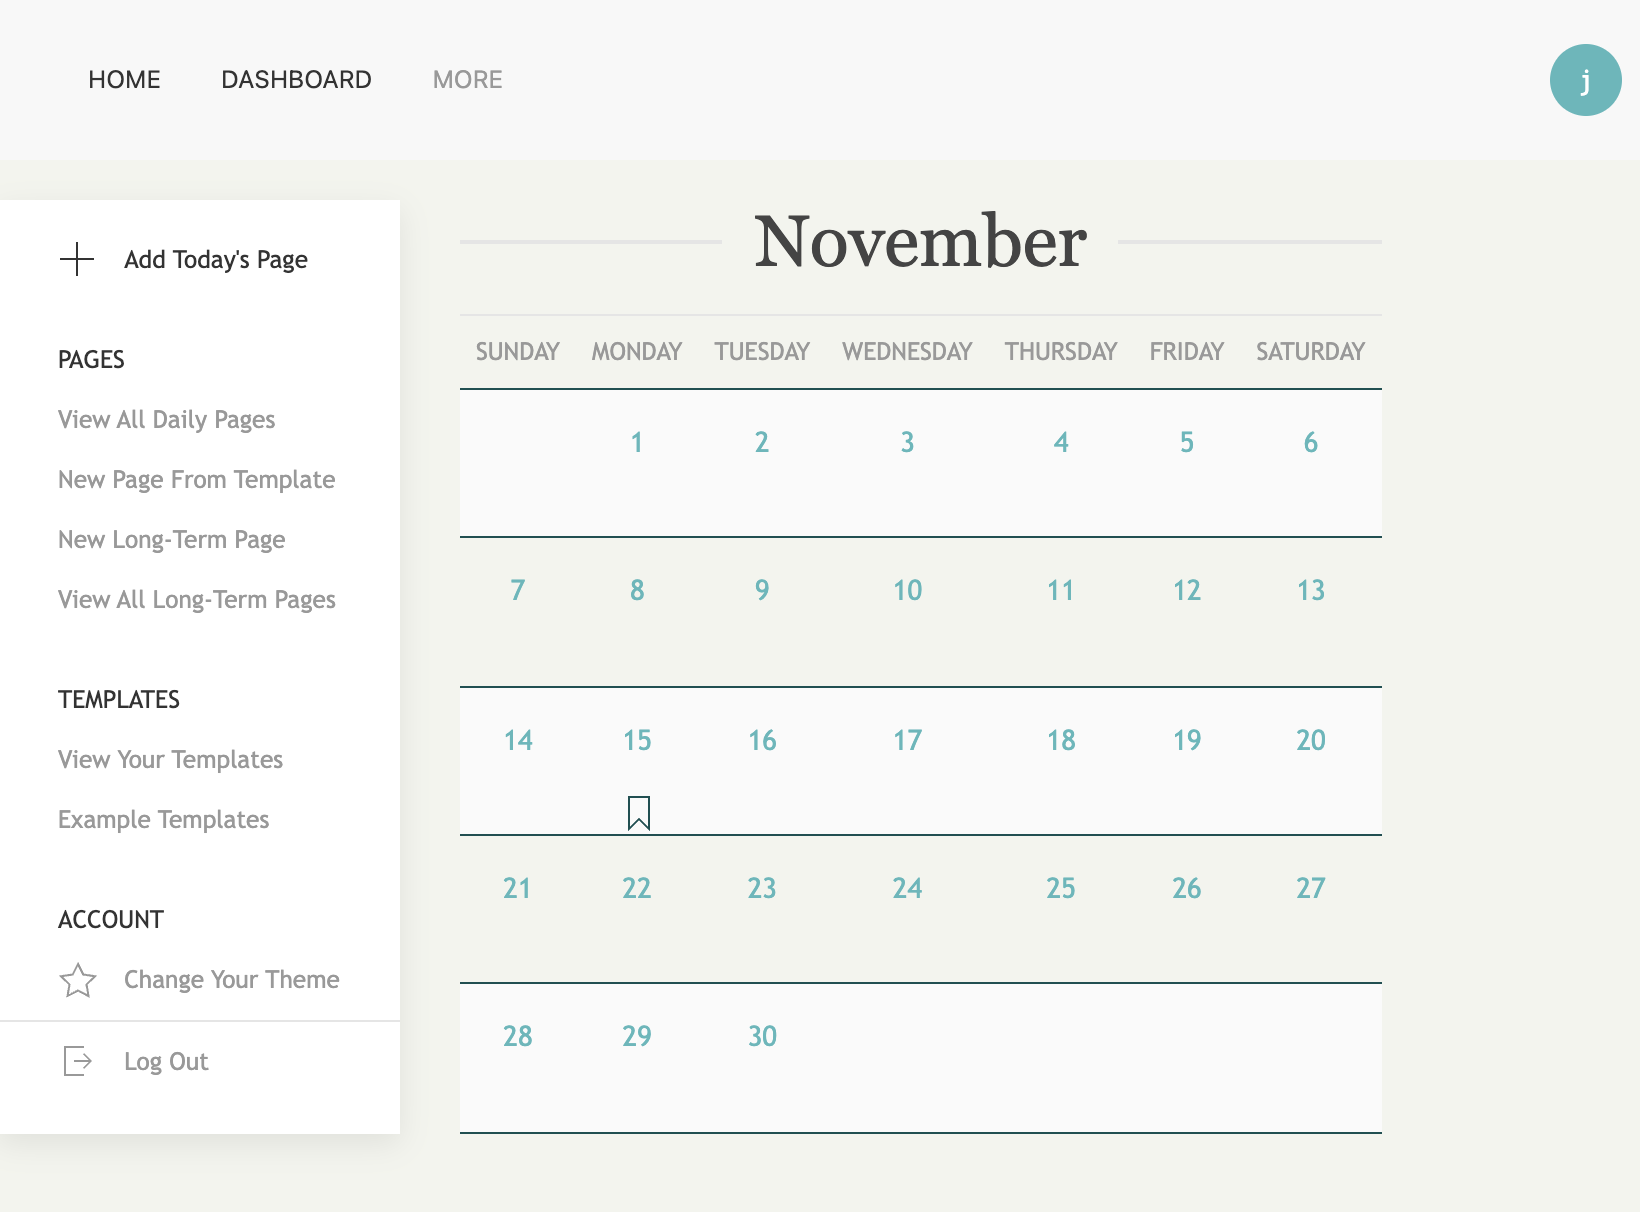 HOME DASHBOARD MORE
j
Add Today's Page
PAGES
View All Daily Pages
New Page From Template
New Long-Term Page
View All Long-Term Pages
TEMPLATES
View Your Templates
Example Templates
ACCOUNT
Change Your Theme
Log Out
November
SUNDAY MONDAY TUESDAY WEDNESDAY THURSDAY FRIDAY SATURDAY
1 2 3 4 5 6
7 8 9 10 11 12 13
14 15 16 17 18 19 20
21 22 23 24 25 26 27
28 29 30